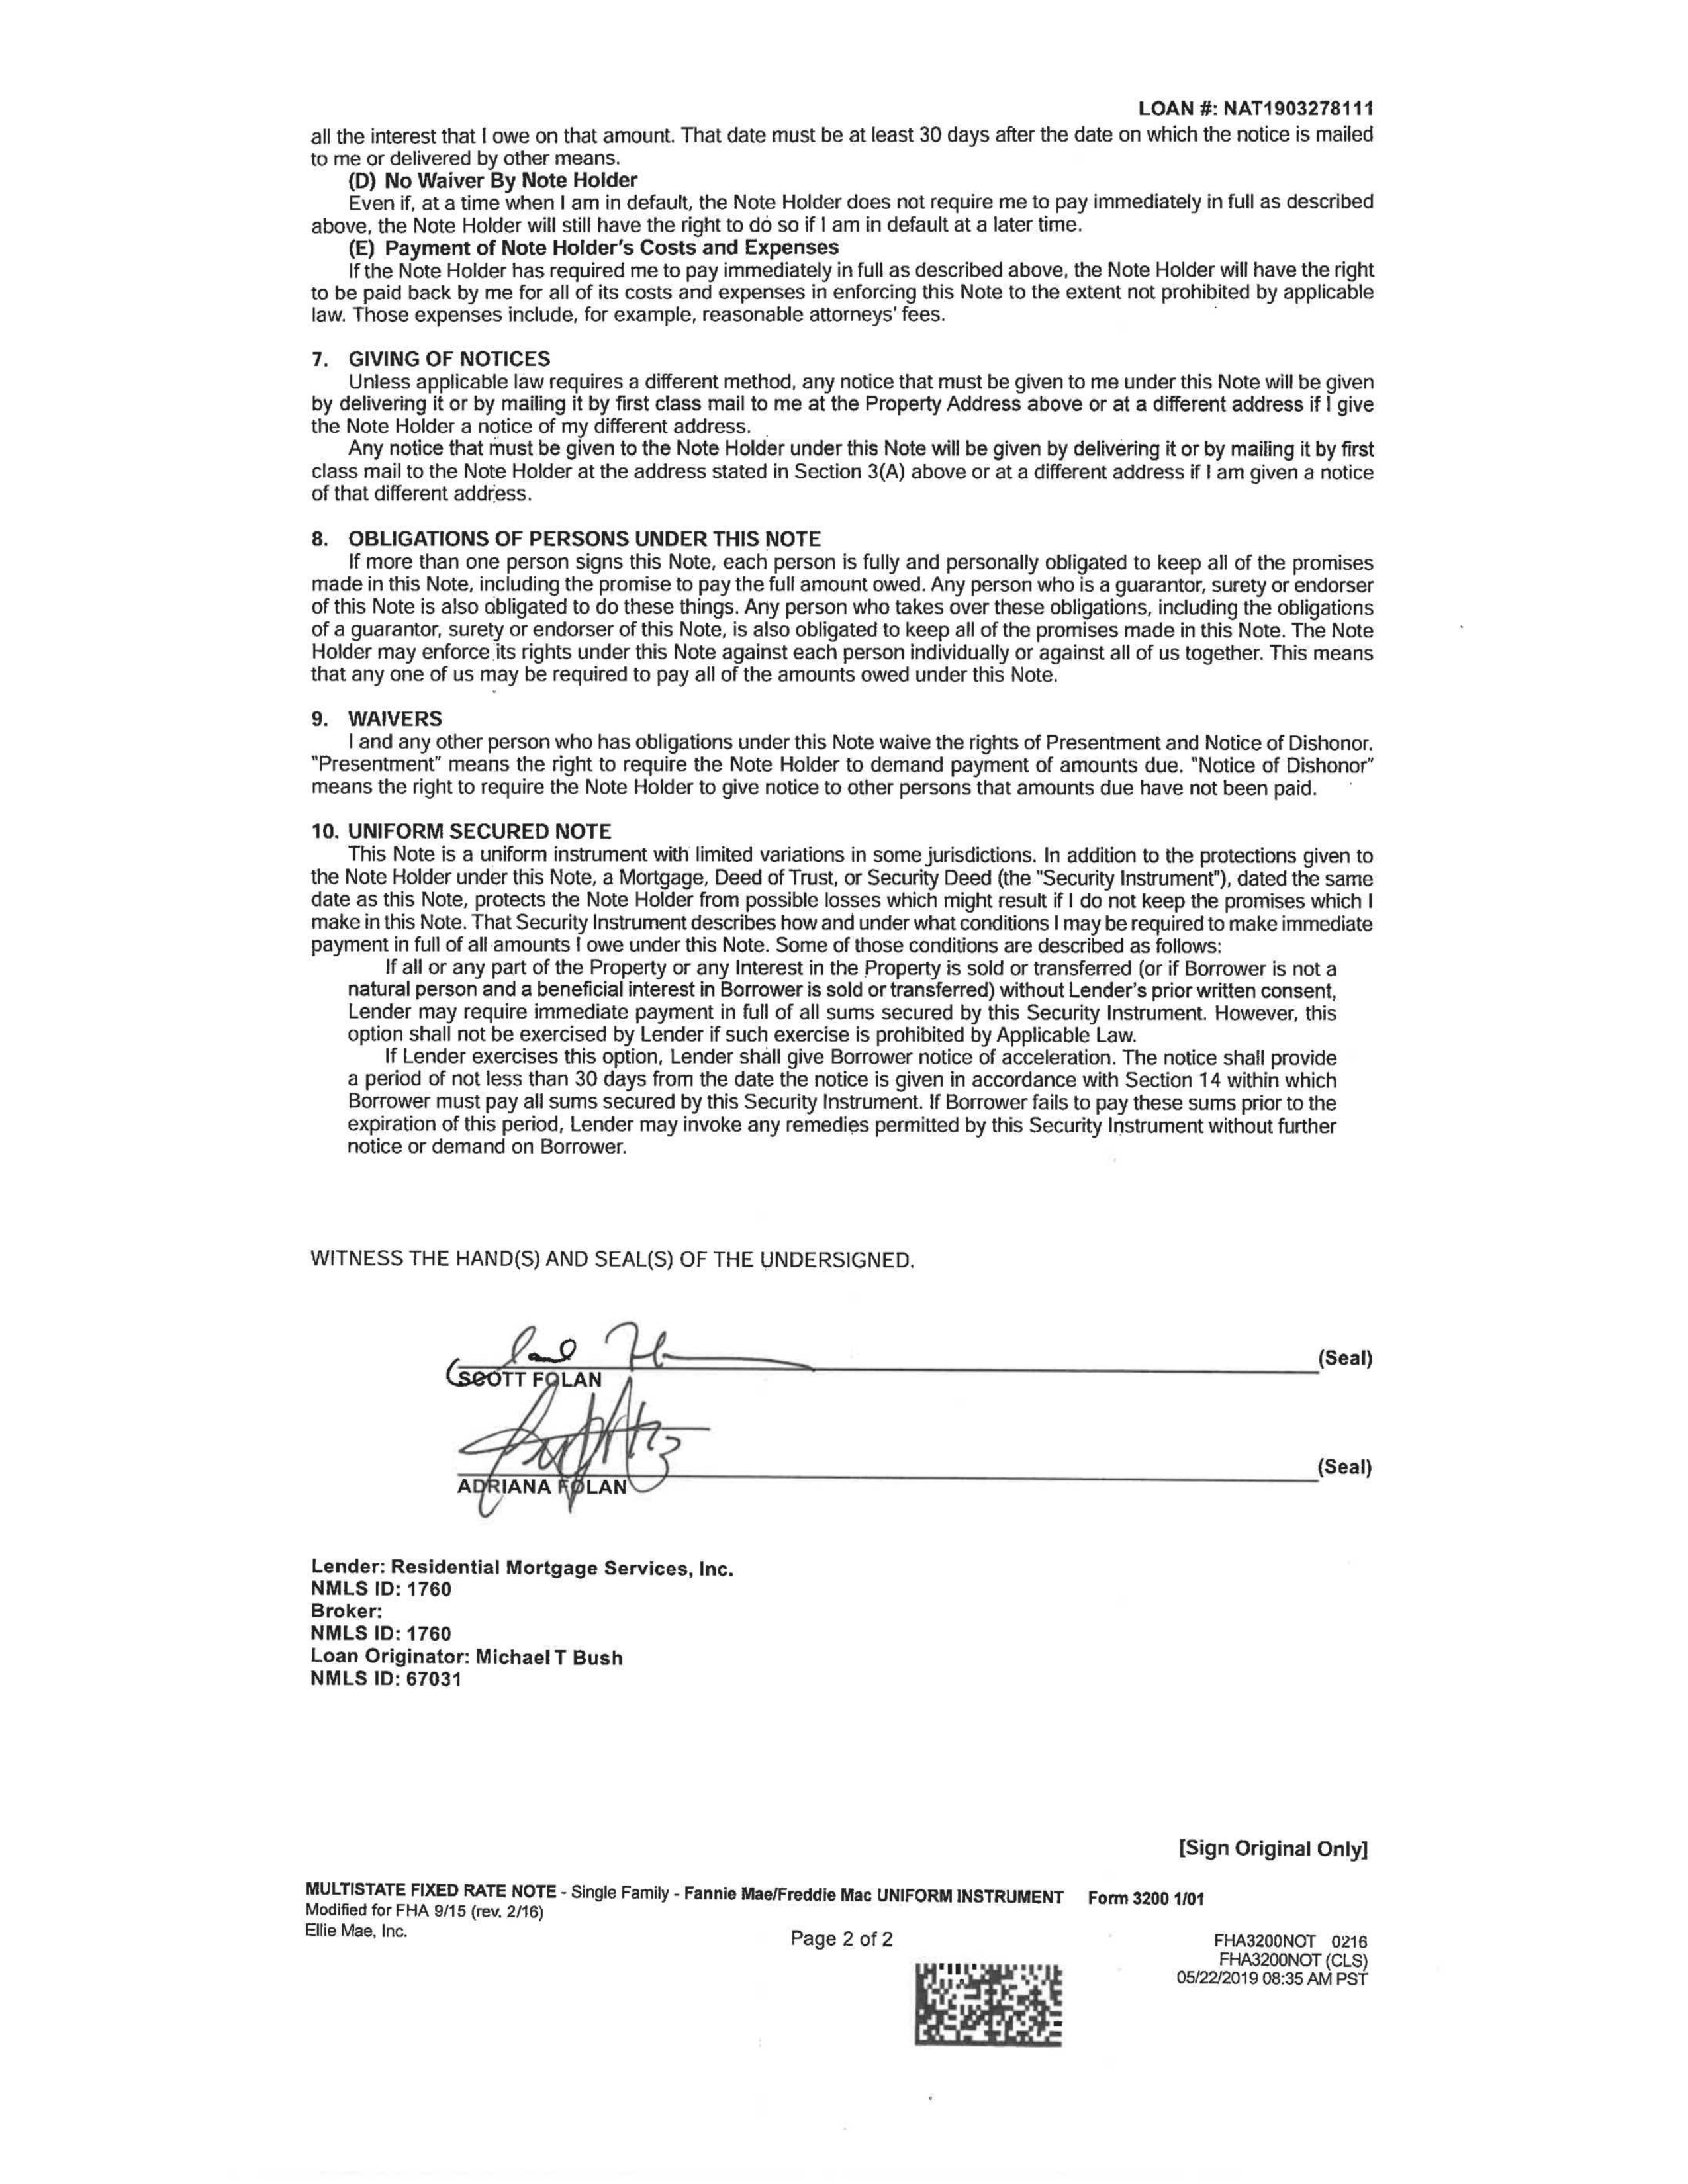 LOAN #: NAT1903278111
all the interest that I owe on that amount. That date must be at least 30 days after the date on which the notice is mailed
to me or delivered by other means.
(D) No Waiver By Note Holder
Even if, at a time when I am in default, the Note Holder does not require me to pay immediately in full as described
above, the Note Holder will still have the right to do so if I am in default at a later time.
(E) Payment of Note Holder's Costs and Expenses
If the Note Holder has required me to pay immediately in full as described above, the Note Holder will have the right
to be paid back by me for all of its costs and expenses in enforcing this Note to the extent not prohibited by applicable
law. Those expenses include, for example, reasonable attorneys' fees.
7. GIVING OF NOTICES
Unless applicable law requires a different method, any notice that must be given to me under this Note will be given
by delivering it or by mailing it by first class mail to me at the Property Address above or at a different address if I give
the Note Holder a notice of my different address.
Any notice that must be given to the Note Holder under this Note will be given by delivering it or by mailing it by first
class mail to the Note Holder at the address stated in Section 3(A) above or at a different address if I am given a notice
of that different address.
8. OBLIGATIONS OF PERSONS UNDER THIS NOTE
If more than one person signs this Note, each person is fully and personally obligated to keep all of the promises
made in this Note, including the promise to pay the full amount owed. Any person who is a guarantor, surety or endorser
of this Note is also obligated to do these things. Any person who takes over these obligations, including the obligations
of a guarantor, surety or endorser of this Note, is also obligated to keep all of the promises made in this Note. The Note
Holder may enforce its rights under this Note against each person individually or against all of us together. This means
that any one of us may be required to pay all of the amounts owed under this Note.
9. WAIVERS
I and any other person who has obligations under this Note waive the rights of Presentment and Notice of Dishonor.
"Presentment" means the right to require the Note Holder to demand payment of amounts due. "Notice of Dishonor"
means the right to require the Note Holder to give notice to other persons that amounts due have not been paid.
10. UNIFORM SECURED NOTE
This Note is a uniform instrument with limited variations in some jurisdictions. In addition to the protections given to
the Note Holder under this Note, a Mortgage, Deed of Trust, or Security Deed (the "Security Instrument"), dated the same
date as this Note, protects the Note Holder from possible losses which might result if I do not keep the promises which I
make in this Note. That Security Instrument describes how and under what conditions I may be required to make immediate
payment in full of all amounts I owe under this Note. Some of those conditions are described as follows:
If all or any part of the Property or any Interest in the Property is sold or transferred (or if Borrower is not a
natural person and a beneficial interest in Borrower is sold or transferred) without Lender's prior written consent,
Lender may require immediate payment in full of all sums secured by this Security Instrument. However, this
option shall not be exercised by Lender if such exercise is prohibited by Applicable Law.
If Lender exercises this option, Lender shall give Borrower notice of acceleration. The notice shall provide
a period of not less than 30 days from the date the notice is given in accordance with Section 14 within which
Borrower must pay all sums secured by this Security Instrument. If Borrower fails to pay these sums prior to the
expiration of this period, Lender may invoke any remedies permitted by this Security Instrument without further
notice or demand on Borrower.
WITNESS THE HAND(S) AND SEAL(S) OF THE UNDERSIGNED.
(Seal)
SCOTT FOLAN
(Seal)
ADRIANA FOLAN
Lender: Residential Mortgage Services, Inc.
NMLS ID: 1760
Broker:
NMLS ID: 1760
Loan Originator: Michael T Bush
NMLS ID: 67031
[Sign Original Only]
MULTISTATE FIXED RATE NOTE - Single Family - Fannie Mae/Freddie Mac UNIFORM INSTRUMENT Form 3200 1/01
Modified for FHA 9/15 (rev. 2/16)
Ellie Mae, Inc.
Page 2 of 2
FHA3200NOT 0216
FHA3200NOT (CLS)
05/22/2019 08:35 AM PST